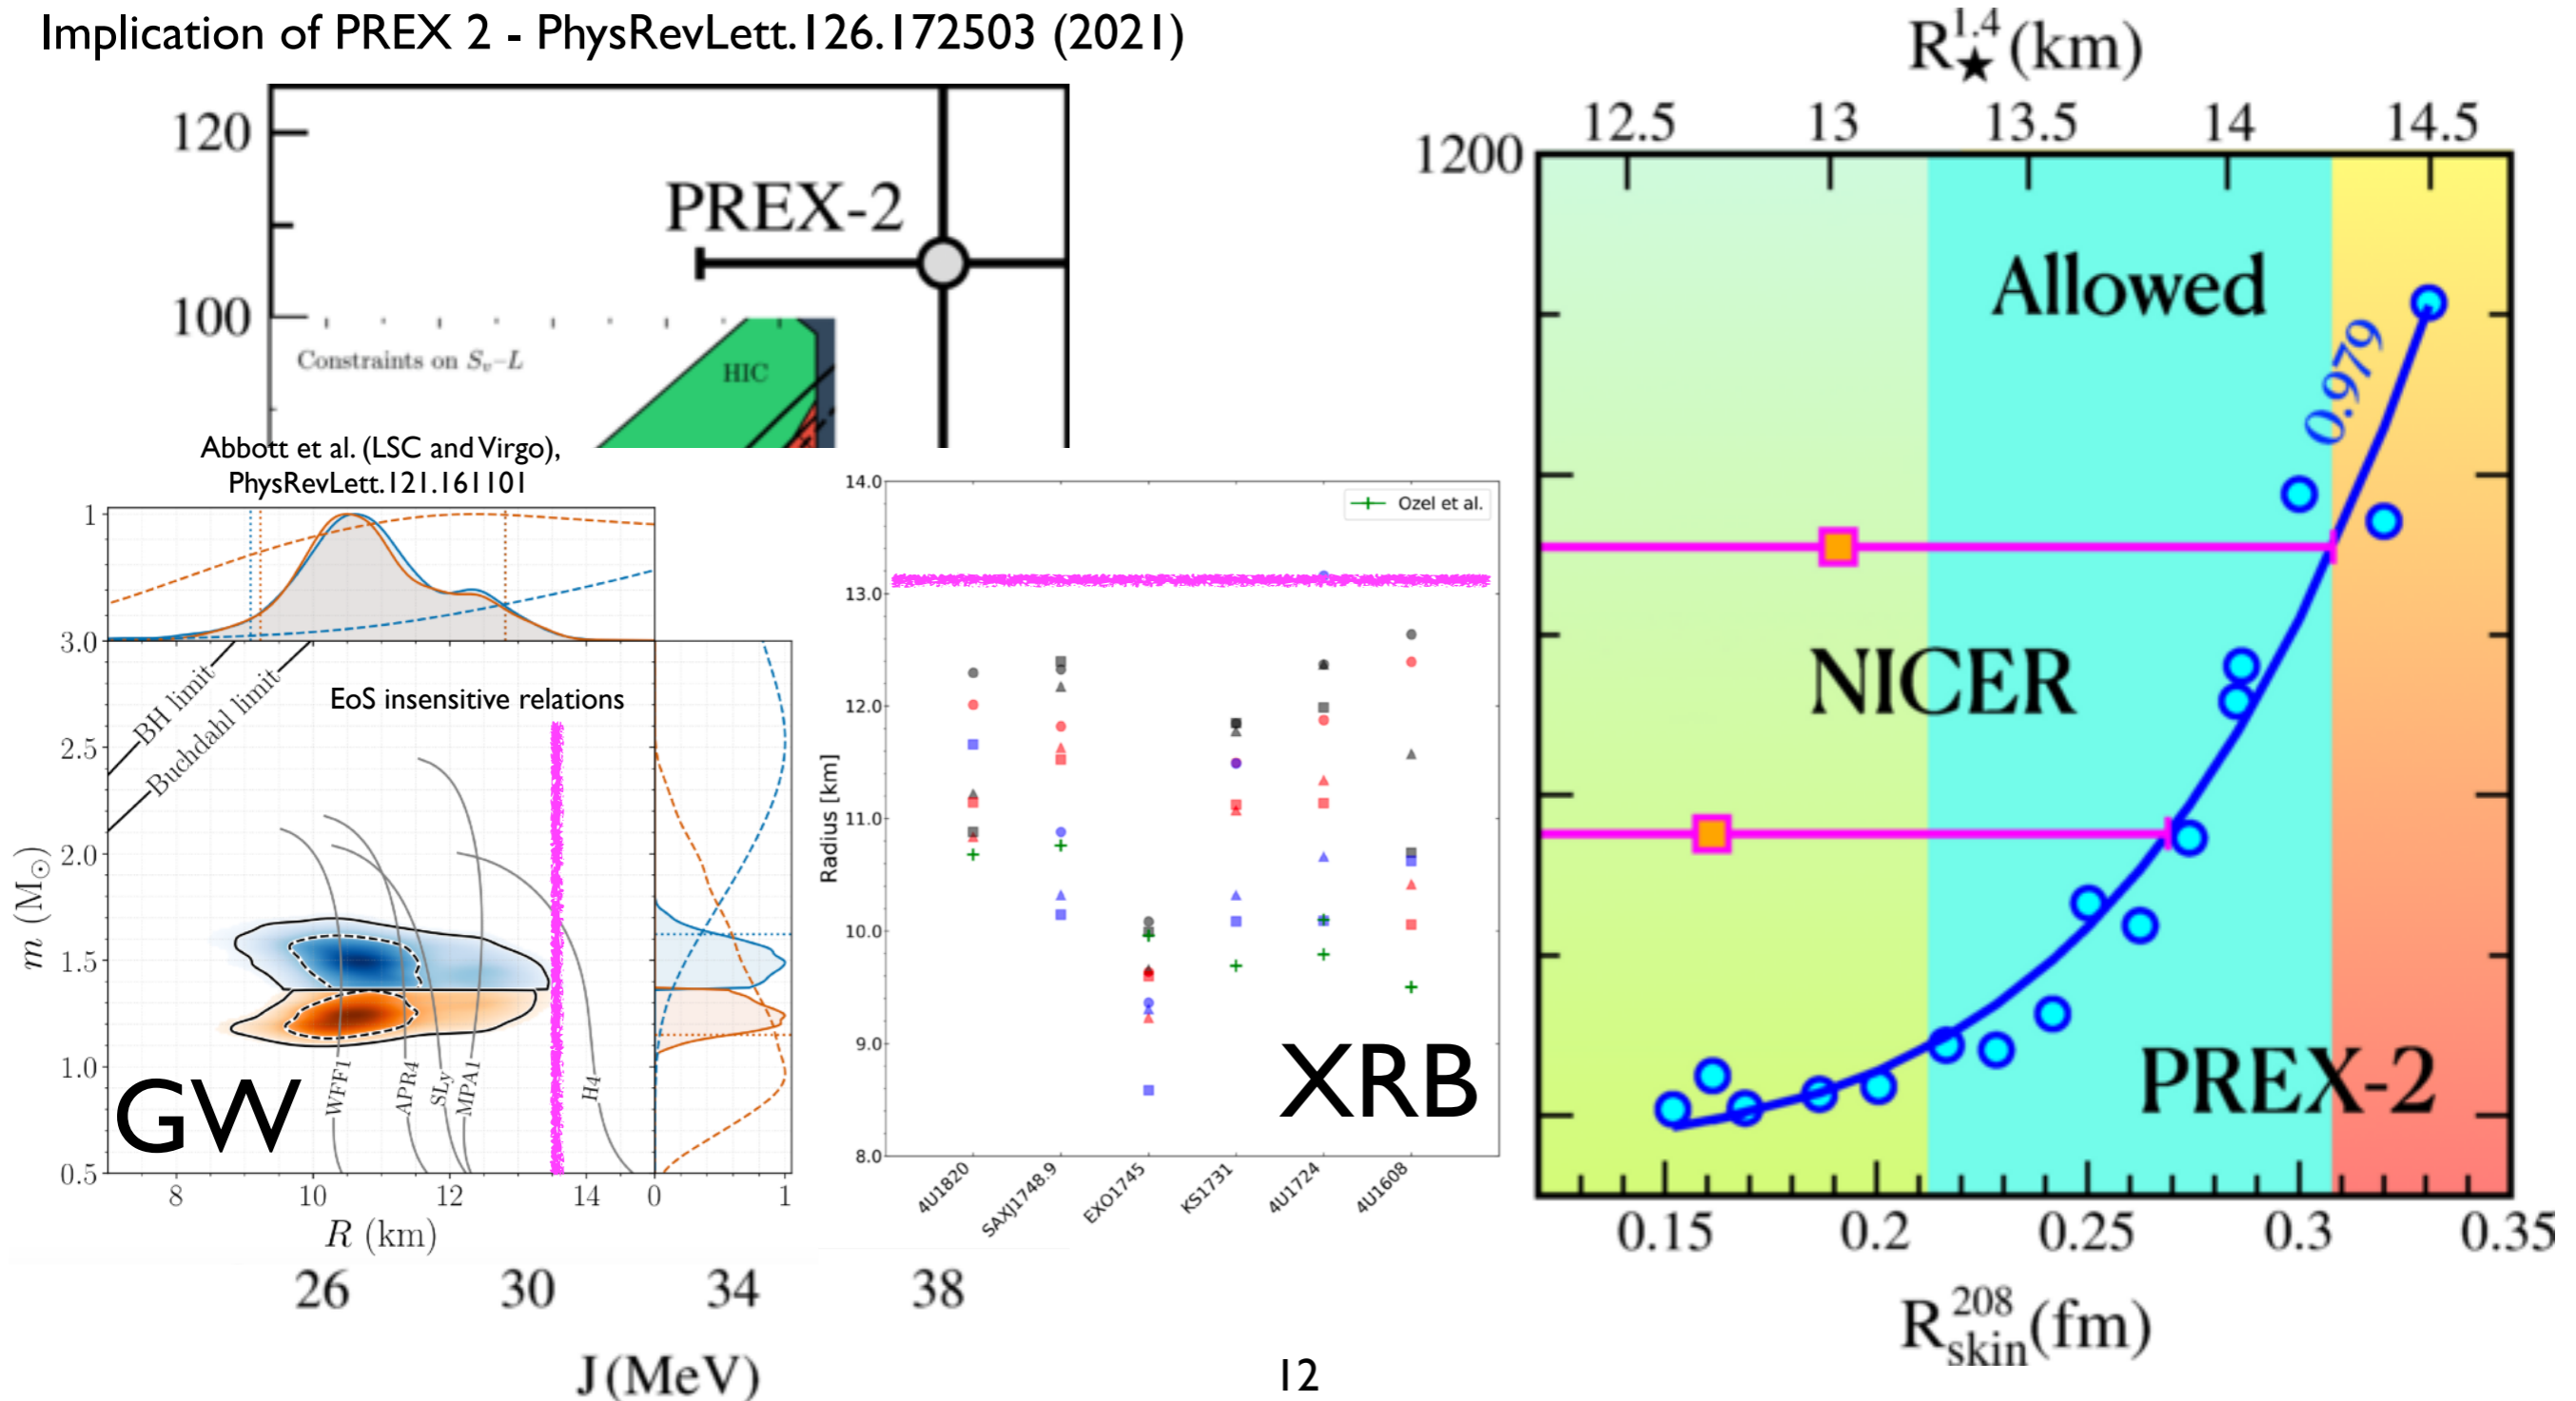 Implication of PREX 2 - PhysRevLett.126.172503 (2021)
120
100
PREX-2
Constraints on Sᵥ–L
HIC
Abbott et al. (LSC and Virgo),
PhysRevLett.121.161101
1
3.0
2.5
2.0
1.5
1.0
0.5
m (M⊙)
BH limit
Buchdahl limit
EoS insensitive relations
WFF1
APR4
SLy
MPA1
H4
GW
8
10
12
14
0
1
R (km)
26
30
34
38
J(MeV)
14.0
13.0
12.0
11.0
10.0
9.0
8.0
Radius [km]
Ozel et al.
XRB
4U1820
SAXJ1748.9
EXO1745
KS1731
4U1724
4U1608
12
R★^1.4(km)
12.5
13
13.5
14
14.5
1200
Allowed
0.979
NICER
PREX-2
0.15
0.2
0.25
0.3
0.35
R_skin^208(fm)